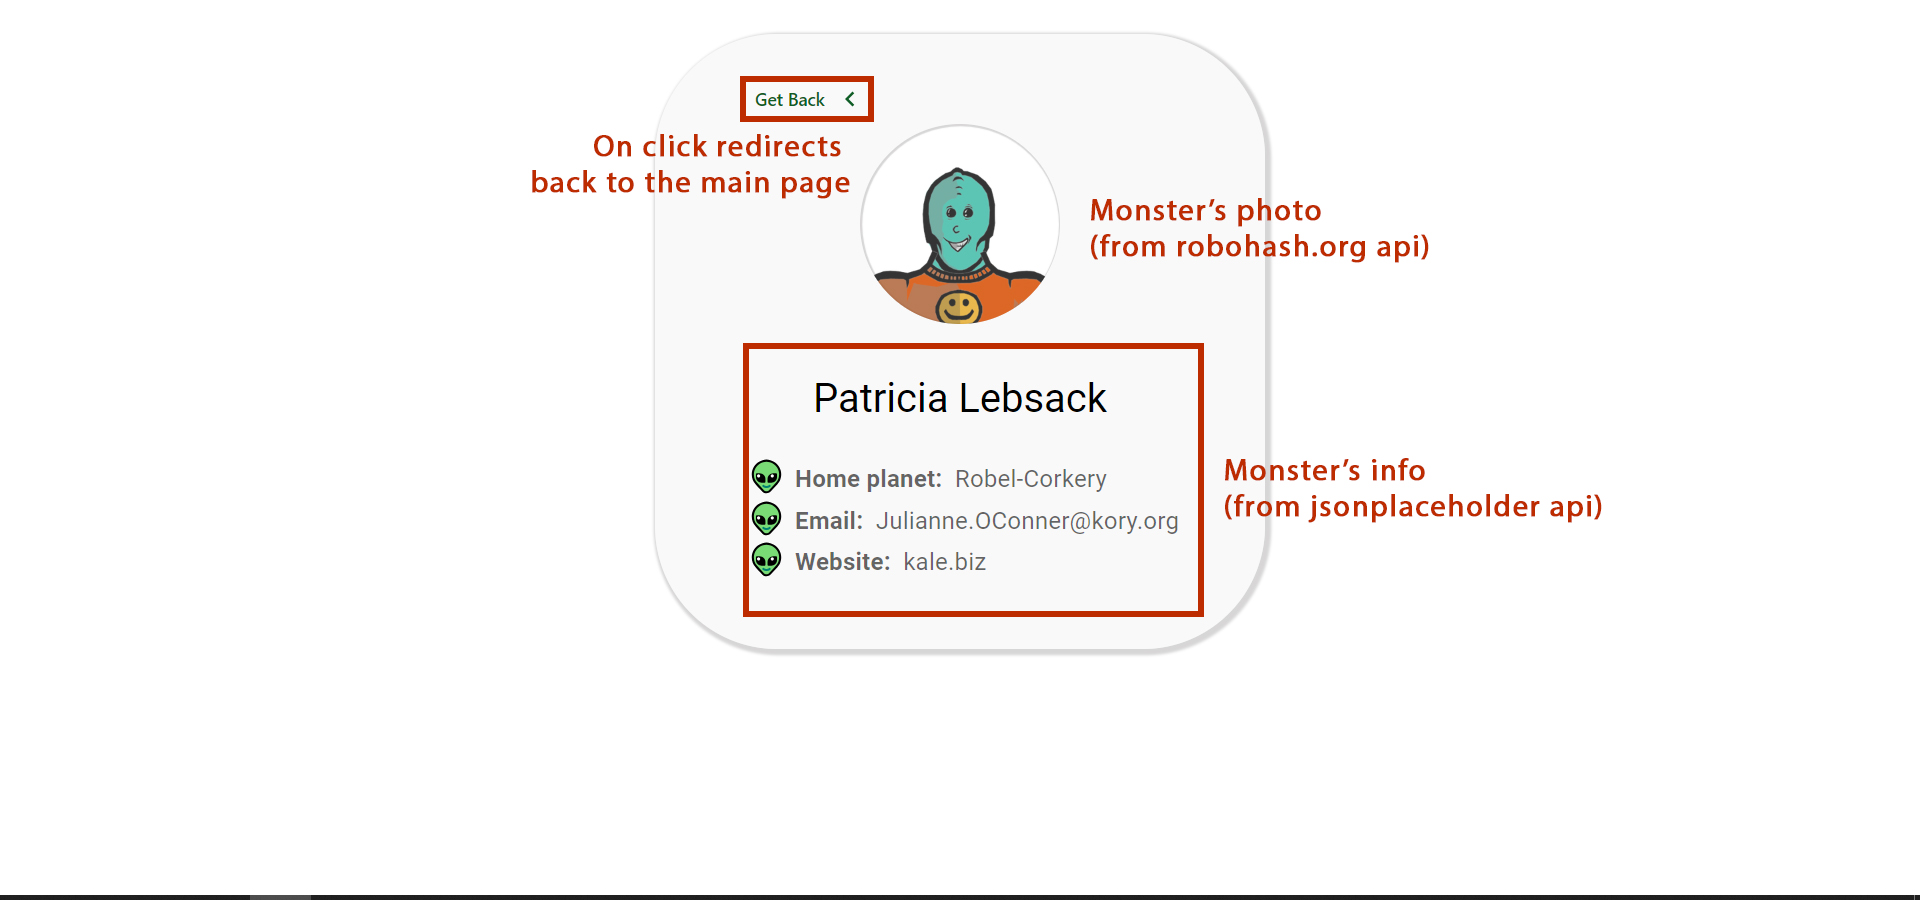 Get Back
On click redirects
back to the main page
Monster’s photo
(from robohash.org api)
Patricia Lebsack
Home planet: Robel-Corkery
Email: Julianne.OConner@kory.org
Website: kale.biz
Monster’s info
(from jsonplaceholder api)